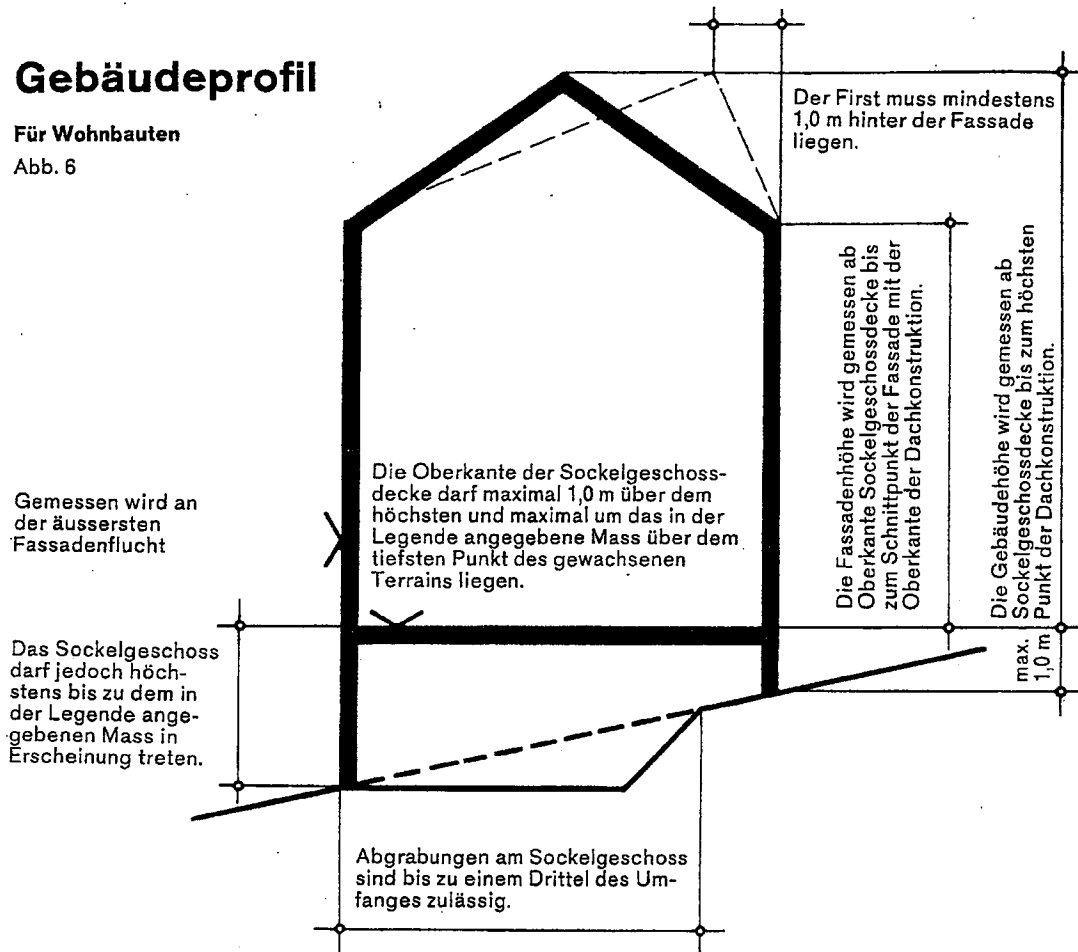 Gebäudeprofil
Für Wohnbauten
Abb. 6
Der First muss mindestens
1,0 m hinter der Fassade
liegen.
Die Fassadenhöhe wird gemessen ab
Oberkante Sockelgeschossdecke bis
zum Schnittpunkt der Fassade mit der
Oberkante der Dachkonstruktion.
Die Gebäudehöhe wird gemessen ab
Sockelgeschossdecke bis zum höchsten
Punkt der Dachkonstruktion.
max.
1,0 m
Die Oberkante der Sockelgeschoss-
decke darf maximal 1,0 m über dem
höchsten und maximal um das in der
Legende angegebene Mass über dem
tiefsten Punkt des gewachsenen
Terrains liegen.
Gemessen wird an
der äussersten
Fassadenflucht
Das Sockelgeschoss
darf jedoch höch-
stens bis zu dem in
der Legende ange-
gebenen Mass in
Erscheinung treten.
Abgrabungen am Sockelgeschoss
sind bis zu einem Drittel des Um-
fanges zulässig.